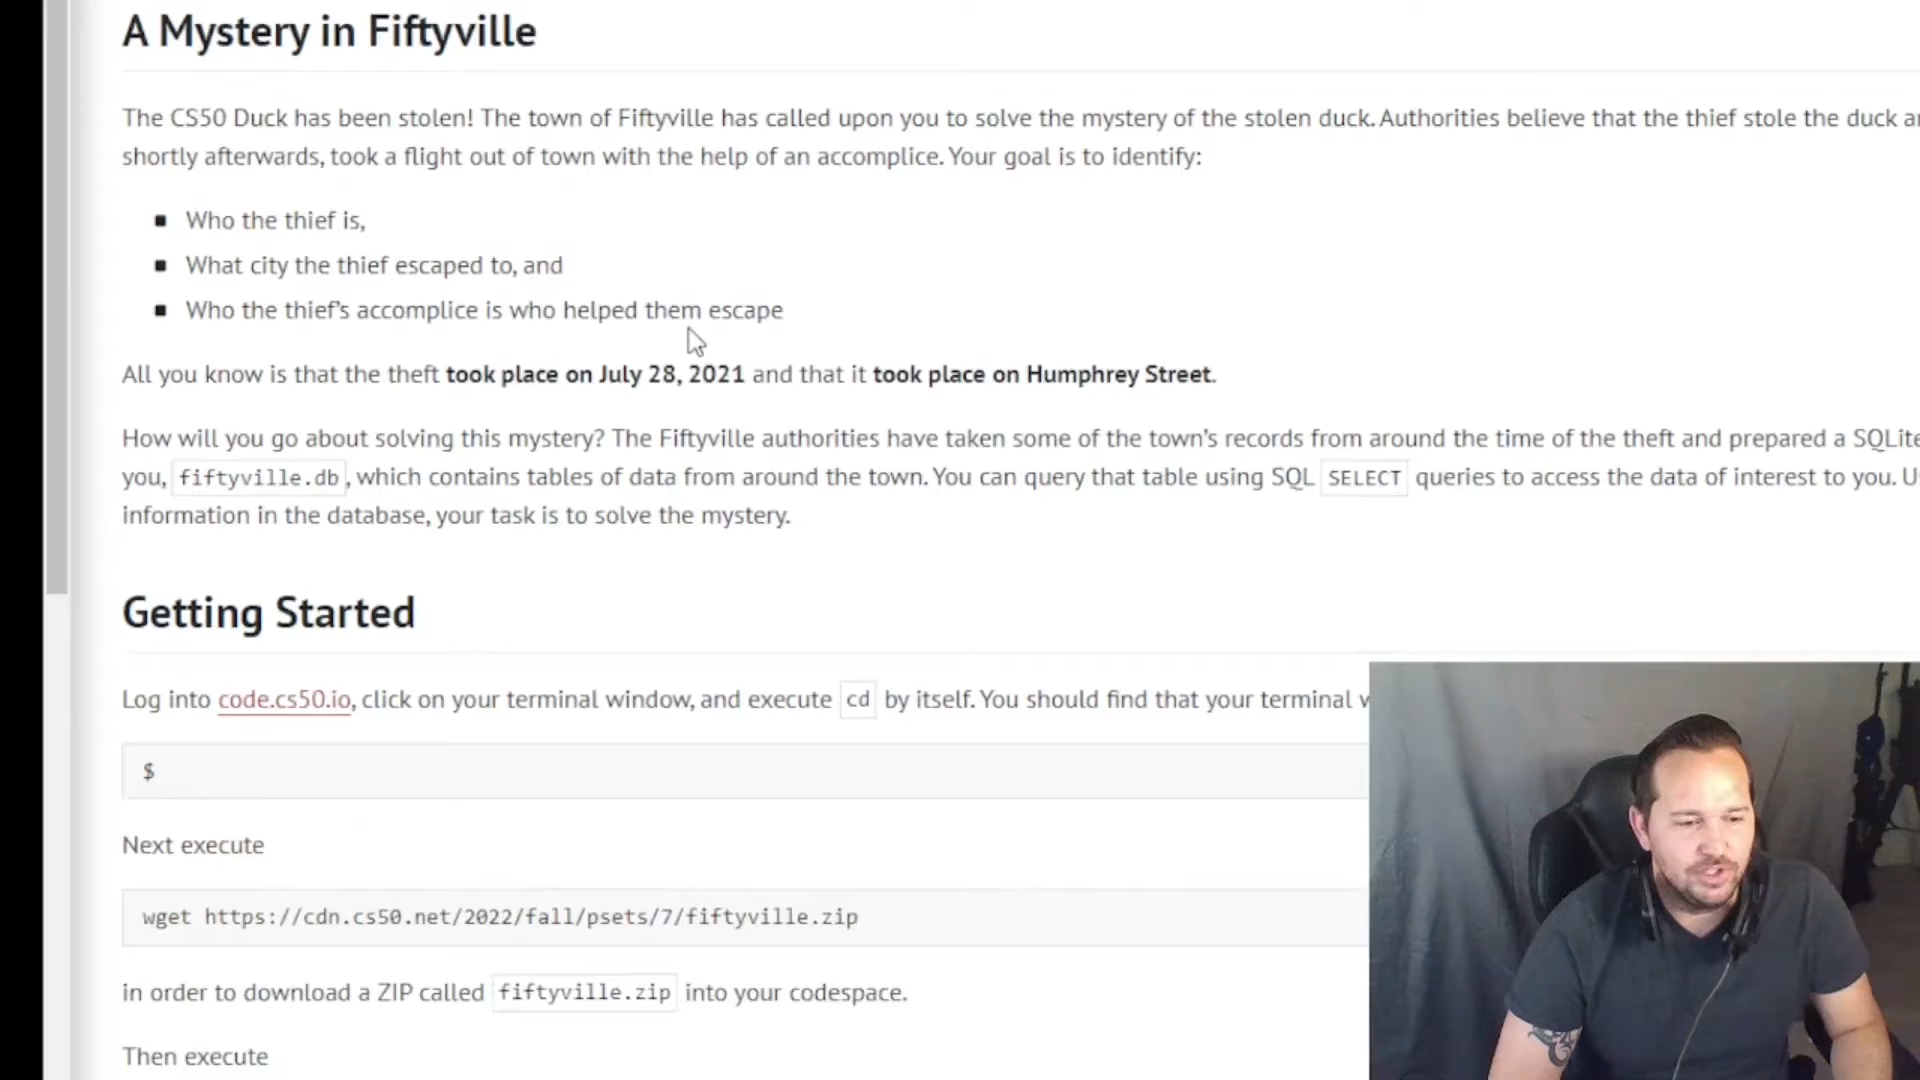 A Mystery in Fiftyville
The CS50 Duck has been stolen! The town of Fiftyville has called upon you to solve the mystery of the stolen duck. Authorities believe that the thief stole the duck
shortly afterwards, took a flight out of town with the help of an accomplice. Your goal is to identify:
Who the thief is,
What city the thief escaped to, and
Who the thief's accomplice is who helped them escape
All you know is that the theft took place on July 28, 2021 and that it took place on Humphrey Street.
How will you go about solving this mystery? The Fiftyville authorities have taken some of the town's records from around the time of the theft and prepared a SQLite
you, fiftyville.db, which contains tables of data from around the town. You can query that table using SQL SELECT queries to access the data of interest to you.
information in the database, your task is to solve the mystery.
Getting Started
Log into code.cs50.io, click on your terminal window, and execute cd by itself. You should find that your terminal
$
Next execute
wget https://cdn.cs50.net/2022/fall/psets/7/fiftyville.zip
in order to download a ZIP called fiftyville.zip into your codespace.
Then execute